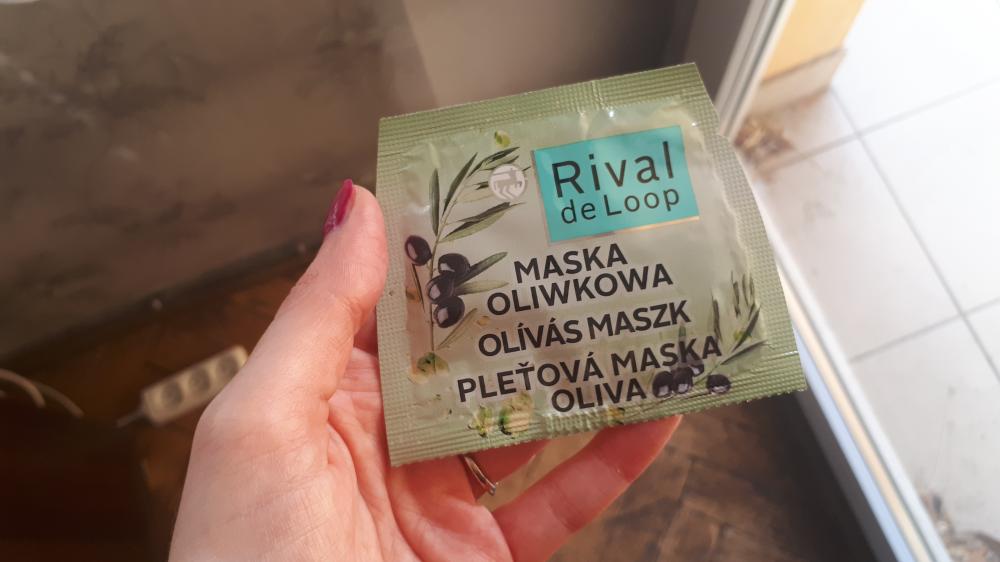 Rival
de Loop
MASKA
OLIWKOWA
OLÍVÁS MASZK
PLEŤOVÁ MASKA
OLIVA